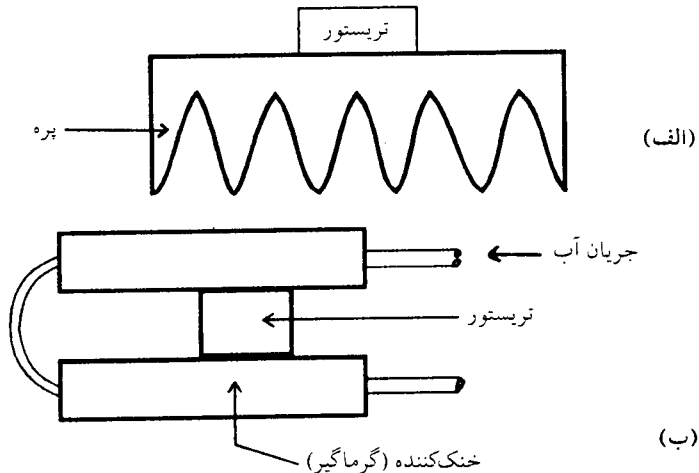 تریستور
پره
(الف)
جریان آب
تریستور
(ب)
خنک‌کننده (گرماگیر)